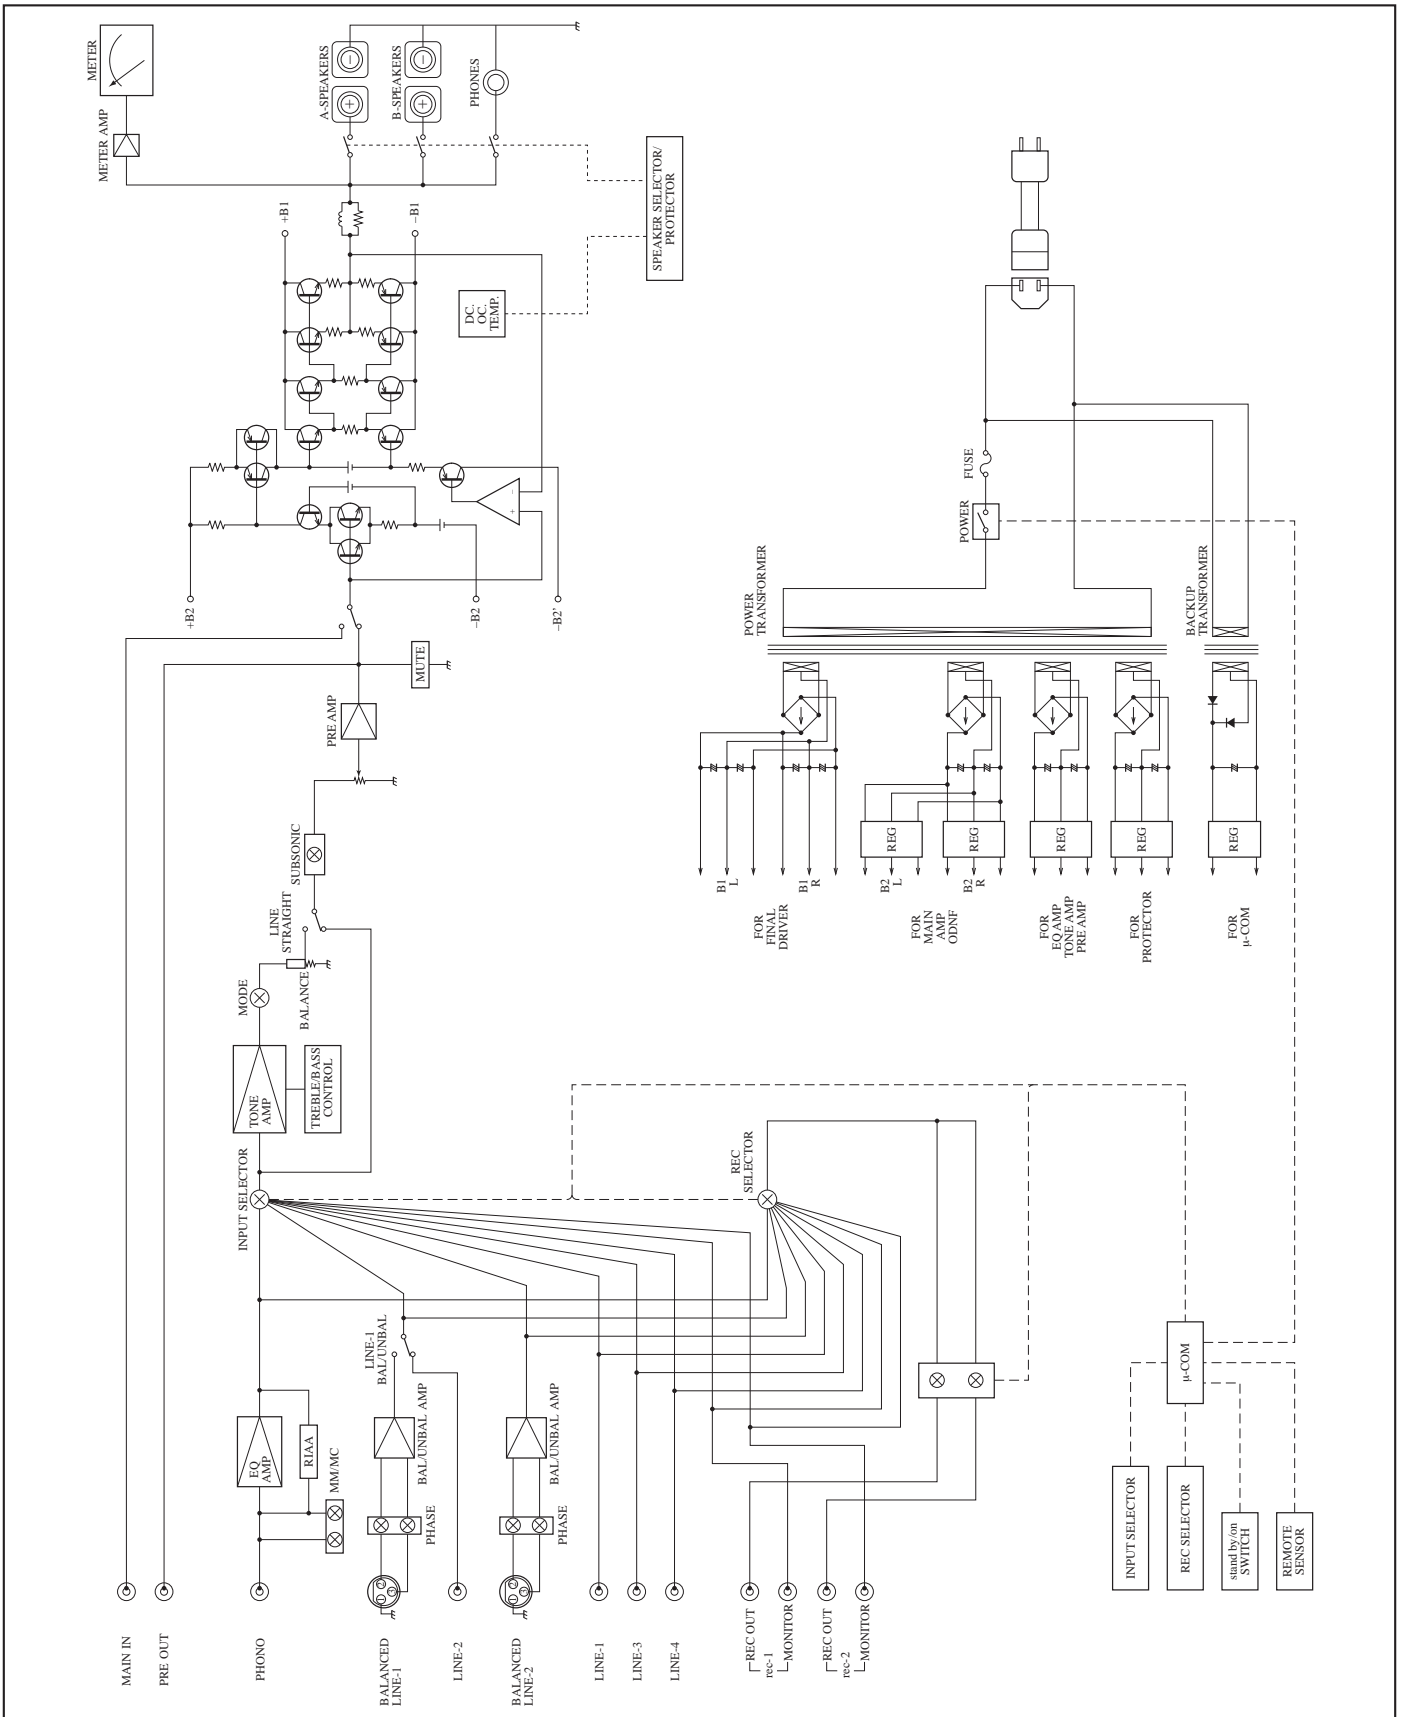 METER
METER AMP
A-SPEAKERS
B-SPEAKERS
PHONES
+B1
−B1
SPEAKER SELECTOR/
PROTECTOR
DC.
OC.
TEMP.
+B2
−B2
−B2'
+
−
MUTE
PRE AMP
SUBSONIC
LINE
STRAIGHT
BALANCE
MODE
TONE
AMP
TREBLE/BASS
CONTROL
INPUT SELECTOR
REC
SELECTOR
LINE-1
BAL/UNBAL
BAL/UNBAL AMP
BAL/UNBAL AMP
EQ
AMP
RIAA
MM/MC
PHASE
PHASE
1
2
3
1
2
3
MAIN IN
PRE OUT
PHONO
BALANCED
LINE-1
LINE-2
BALANCED
LINE-2
LINE-1
LINE-3
LINE-4
REC OUT
rec-1
MONITOR
REC OUT
rec-2
MONITOR
FUSE
POWER
POWER
TRANSFORMER
BACKUP
TRANSFORMER
REG
REG
REG
REG
REG
B1
L
B1
R
B2
L
B2
R
FOR
FINAL
DRIVER
FOR
MAIN
AMP
ODNF
FOR
EQ AMP
TONE AMP
PRE AMP
FOR
PROTECTOR
FOR
μ-COM
μ-COM
INPUT SELECTOR
REC SELECTOR
stand by/on
SWITCH
REMOTE
SENSOR